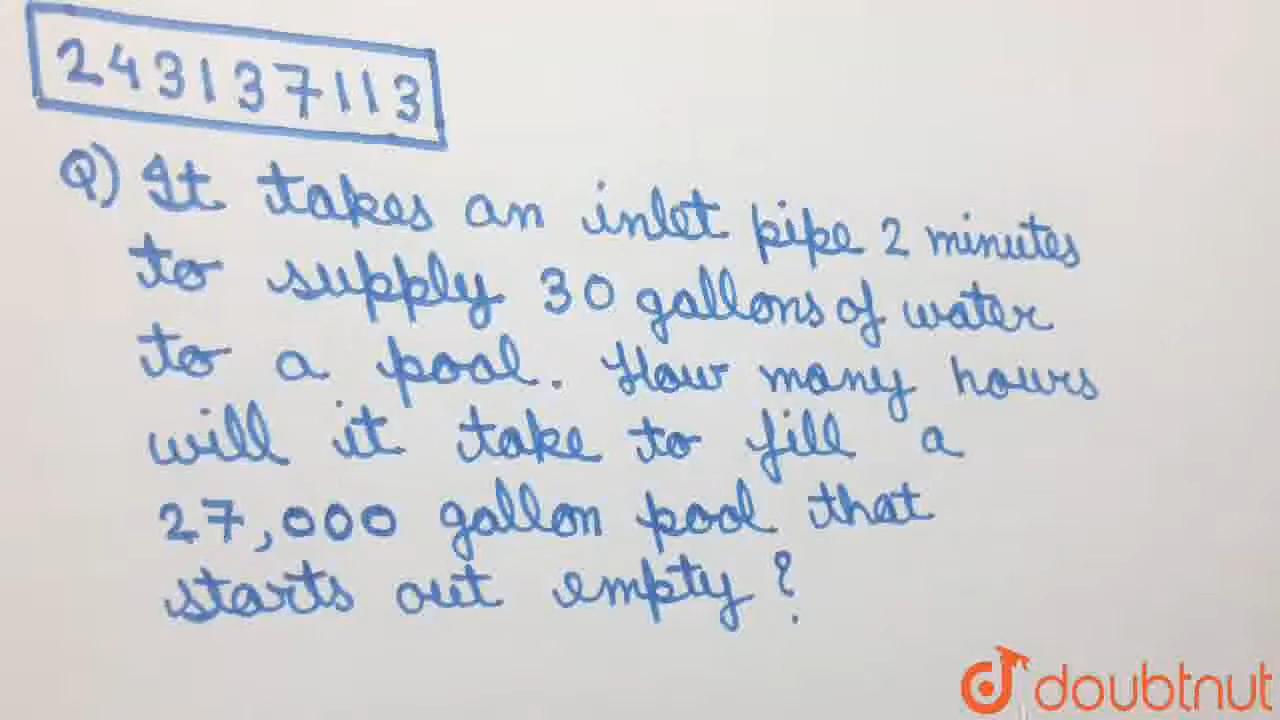 243137113
Q) It takes an inlet pipe 2 minutes
to supply 30 gallons of water
to a pool. How many hours
will it take to fill a
27,000 gallon pool that
starts out empty?
doubtnut